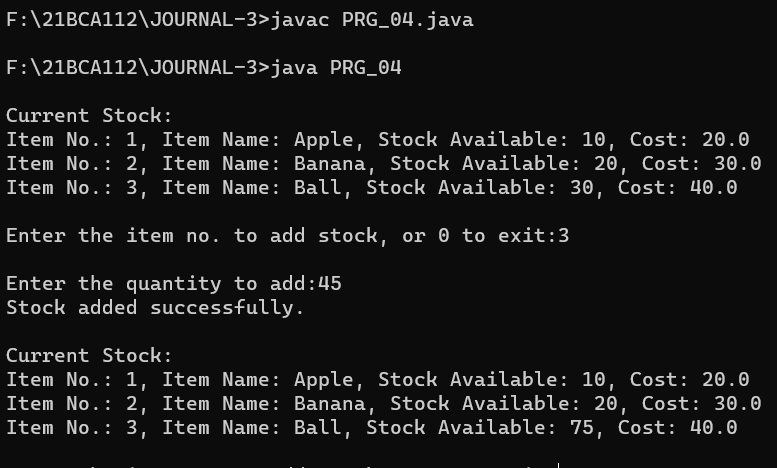 F:\21BCA112\JOURNAL-3>javac PRG_04.java
F:\21BCA112\JOURNAL-3>java PRG_04
Current Stock:
Item No.: 1, Item Name: Apple, Stock Available: 10, Cost: 20.0
Item No.: 2, Item Name: Banana, Stock Available: 20, Cost: 30.0
Item No.: 3, Item Name: Ball, Stock Available: 30, Cost: 40.0
Enter the item no. to add stock, or 0 to exit:3
Enter the quantity to add:45
Stock added successfully.
Current Stock:
Item No.: 1, Item Name: Apple, Stock Available: 10, Cost: 20.0
Item No.: 2, Item Name: Banana, Stock Available: 20, Cost: 30.0
Item No.: 3, Item Name: Ball, Stock Available: 75, Cost: 40.0